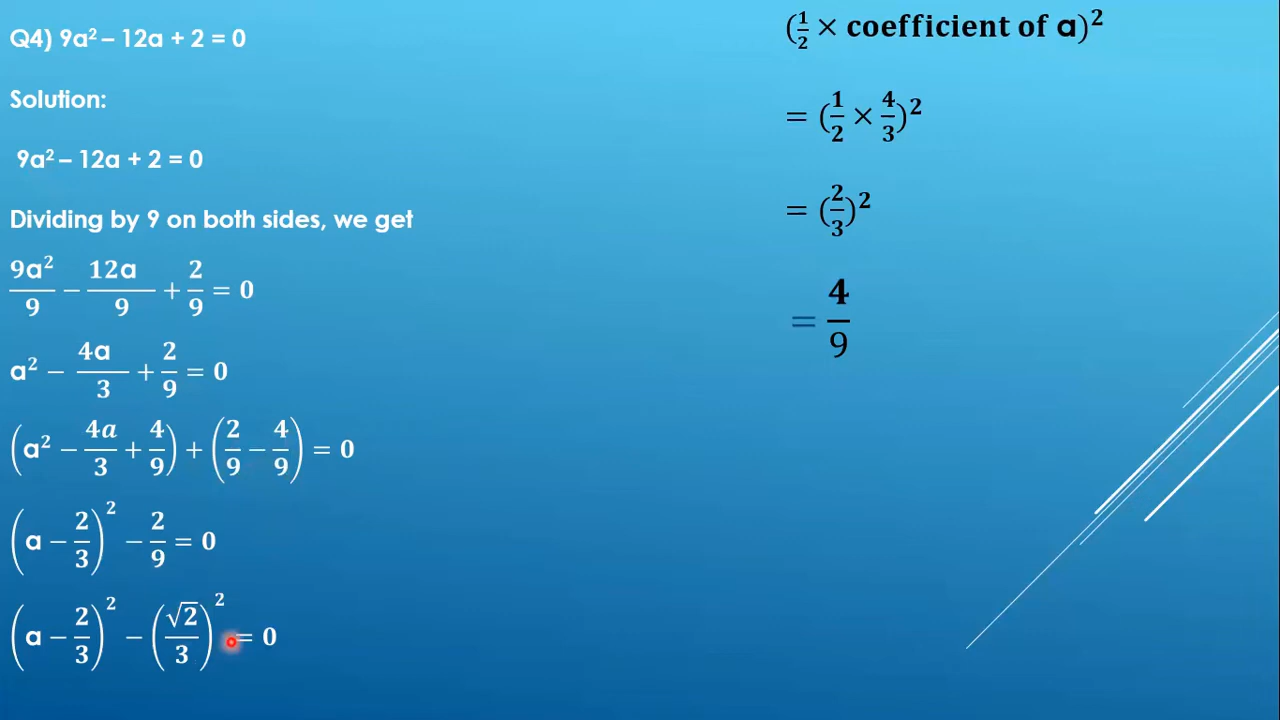 Q4) 9a² – 12a + 2 = 0
Solution:
9a² – 12a + 2 = 0
Dividing by 9 on both sides, we get
9a²/9 − 12a/9 + 2/9 = 0
a² − 4a/3 + 2/9 = 0
(a² − 4a/3 + 4/9) + (2/9 − 4/9) = 0
(a − 2/3)² − 2/9 = 0
(a − 2/3)² − (√2/3)² = 0
(1/2 × coefficient of a)²
= (1/2 × 4/3)²
= (2/3)²
= 4/9